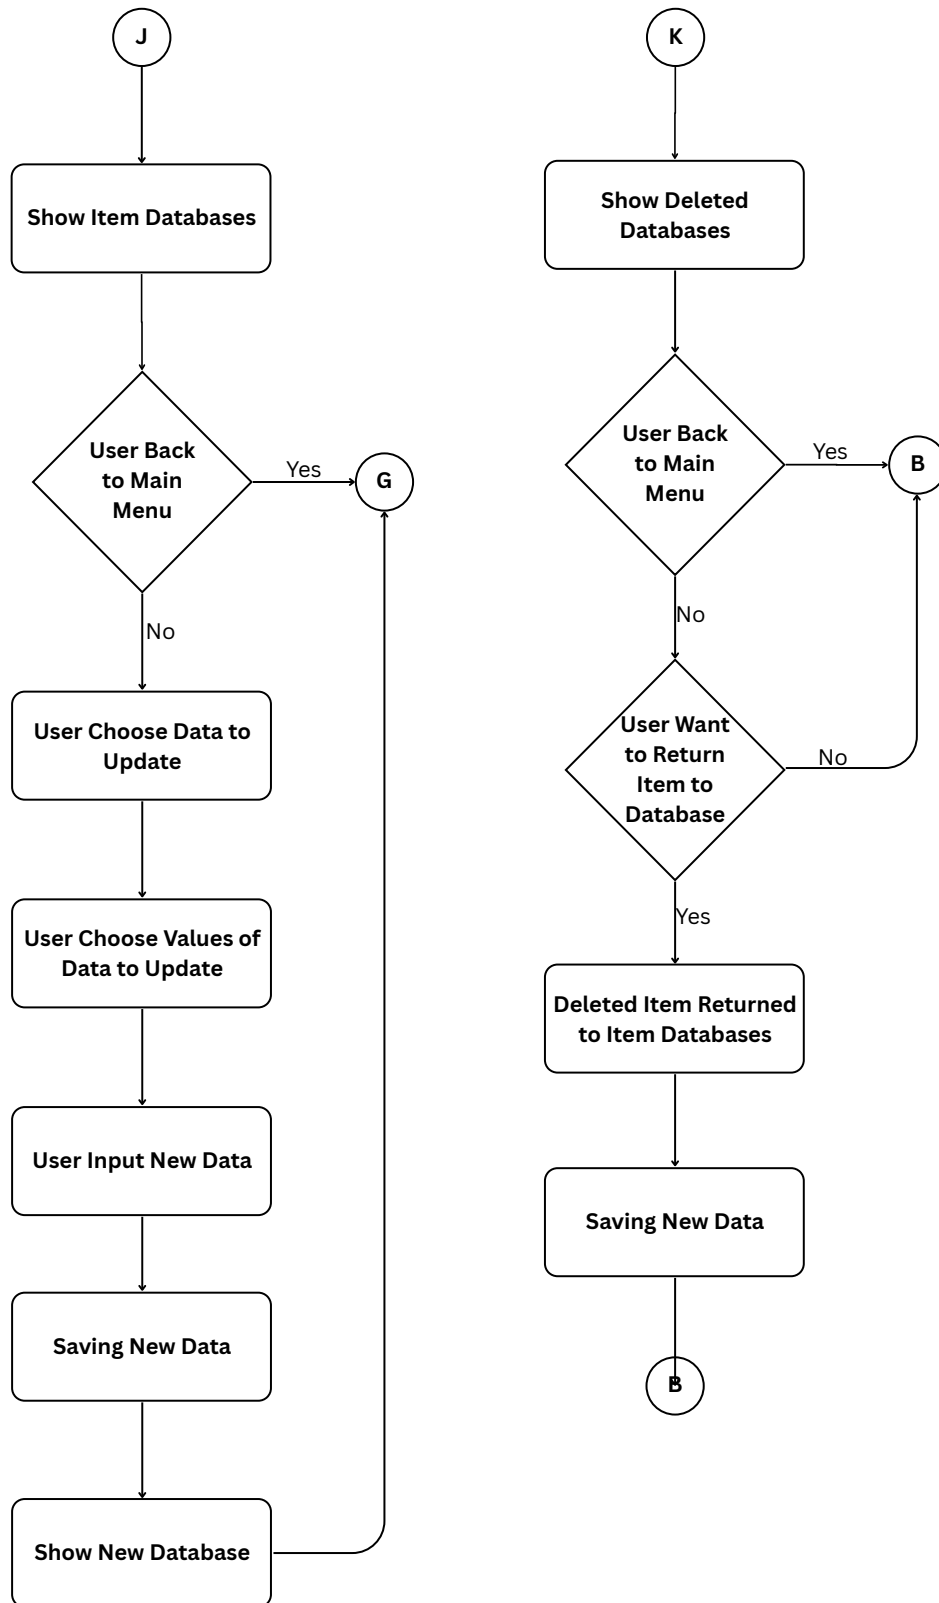 J
Show Item Databases
User Back
to Main
Menu
Yes
G
No
User Choose Data to
Update
User Choose Values of
Data to Update
User Input New Data
Saving New Data
Show New Database
K
Show Deleted
Databases
User Back
to Main
Menu
Yes
B
No
User Want
to Return
Item to
Database
No
Yes
Deleted Item Returned
to Item Databases
Saving New Data
B